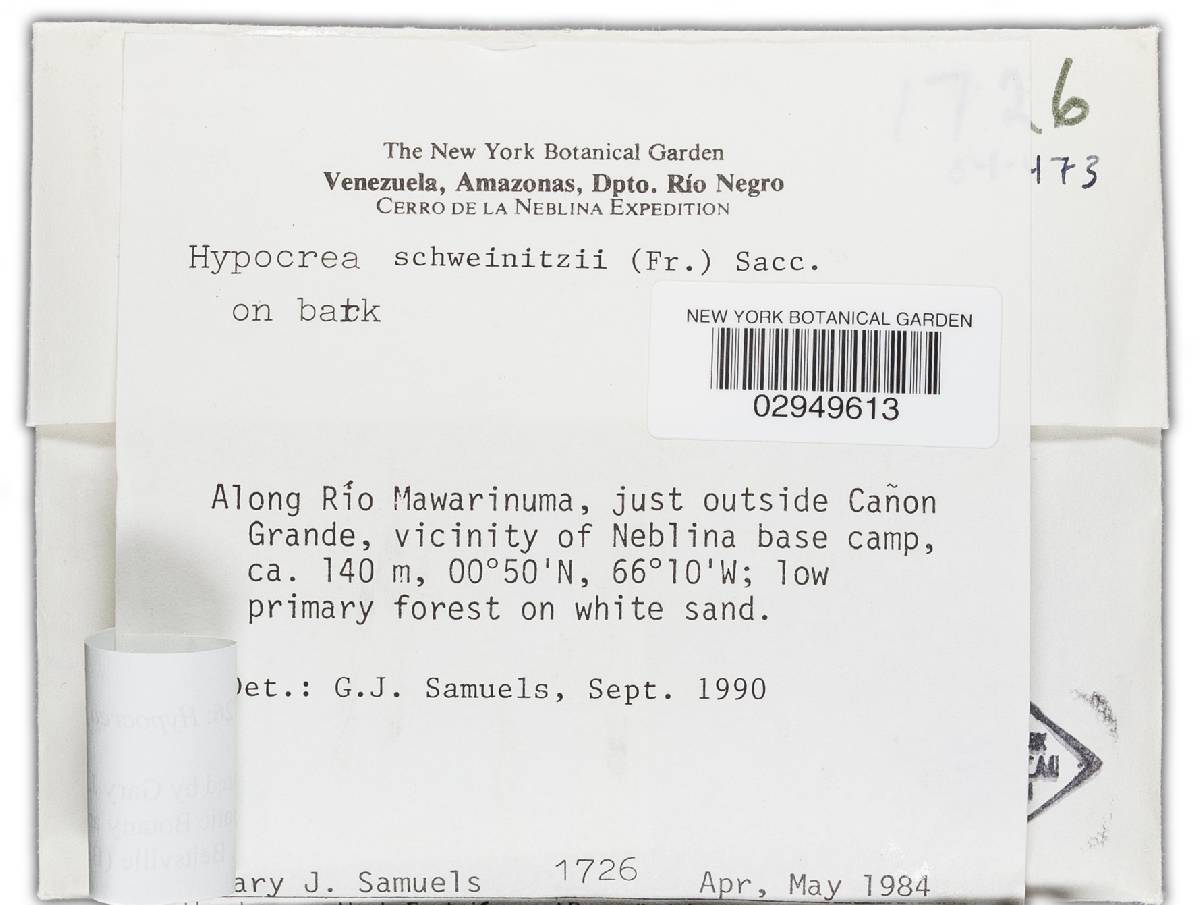 1726
473
The New York Botanical Garden
Venezuela, Amazonas, Dpto. Río Negro
CERRO DE LA NEBLINA EXPEDITION
Hypocrea schweinitzii (Fr.) Sacc.
on bark
NEW YORK BOTANICAL GARDEN
02949613
Along Río Mawarinuma, just outside Cañon
Grande, vicinity of Neblina base camp,
ca. 140 m, 00°50'N, 66°10'W; low
primary forest on white sand.
Det.: G.J. Samuels, Sept. 1990
ary J. Samuels 1726 Apr, May 1984